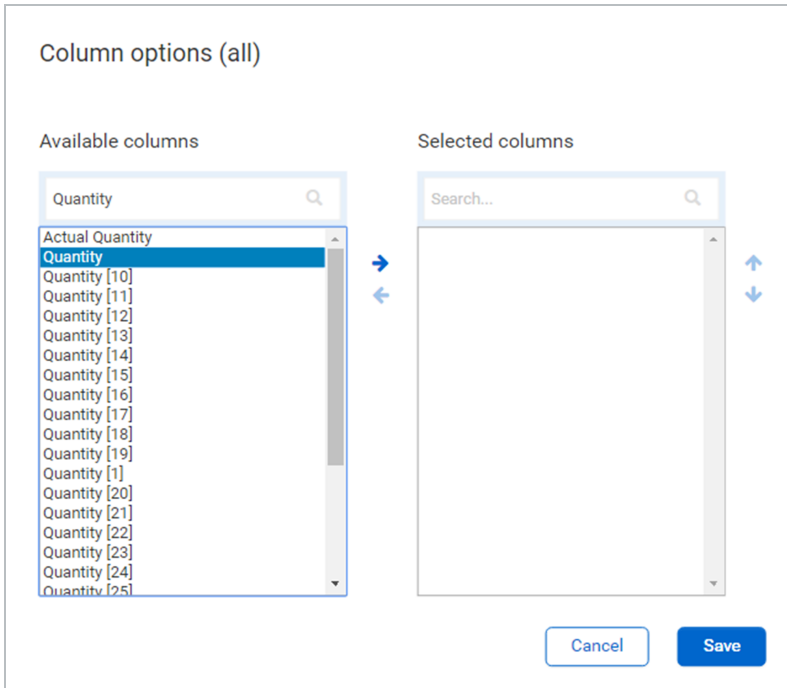 Column options (all)
Available columns
Selected columns
Quantity
Search...
Actual Quantity
Quantity
Quantity [10]
Quantity [11]
Quantity [12]
Quantity [13]
Quantity [14]
Quantity [15]
Quantity [16]
Quantity [17]
Quantity [18]
Quantity [19]
Quantity [1]
Quantity [20]
Quantity [21]
Quantity [22]
Quantity [23]
Quantity [24]
Quantity [25]
Cancel
Save